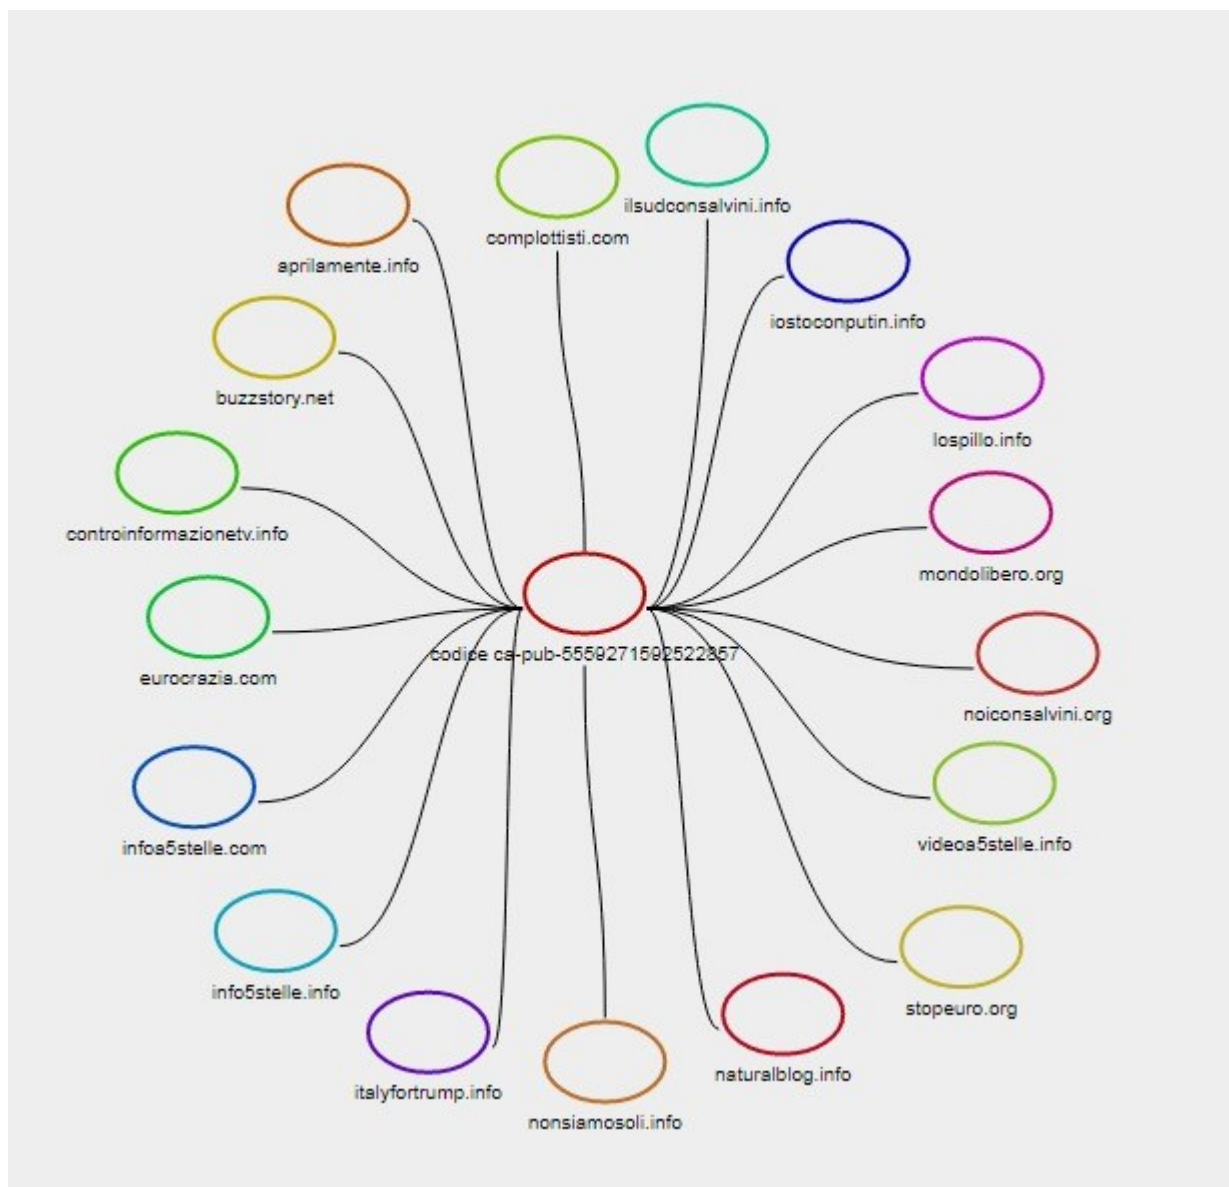 ilsudconsalvini.info
complottisti.com
aprilamente.info
iostoconputin.info
buzzstory.net
lospillo.info
controinformazionetv.info
mondolibero.org
codice ca-pub-5559271592522857
eurocrazia.com
noiconsalvini.org
infoa5stelle.com
videoa5stelle.info
info5stelle.info
stopeuro.org
italyfortrump.info
naturalblog.info
nonsiamosoli.info